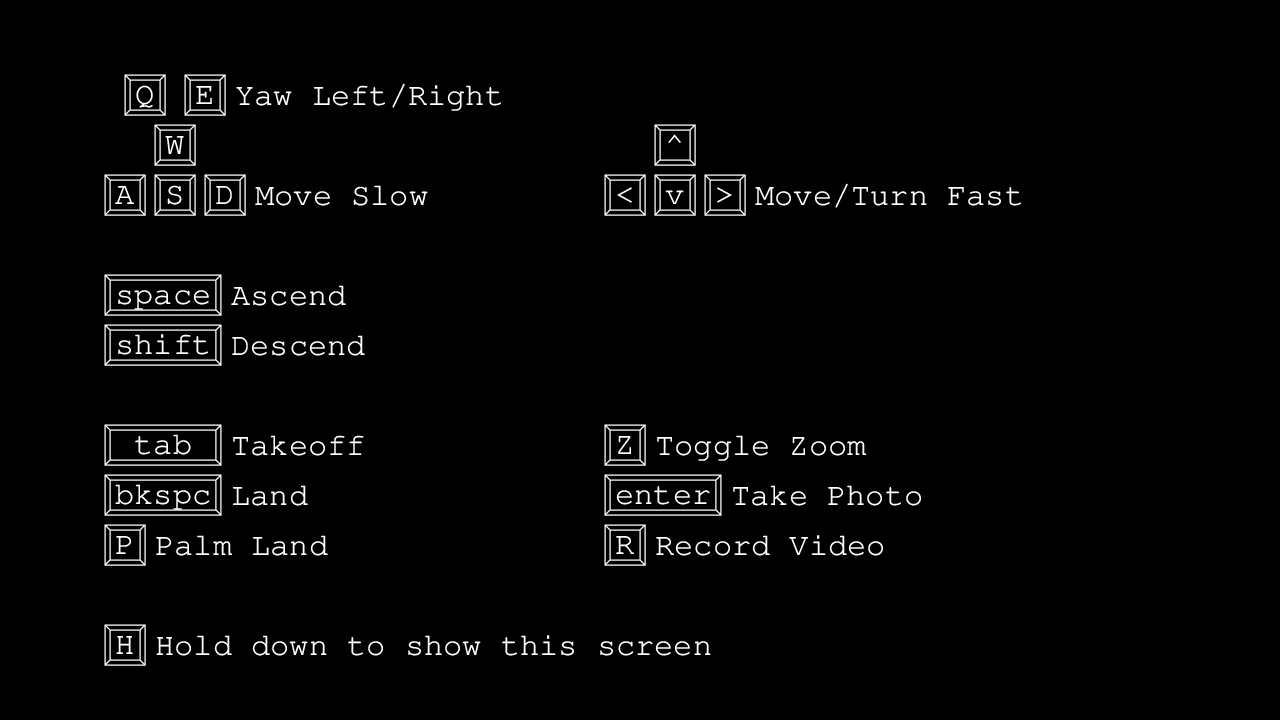 Q E Yaw Left/Right
W ^
A S D Move Slow < v > Move/Turn Fast
space Ascend
shift Descend
tab Takeoff Z Toggle Zoom
bkspc Land enter Take Photo
P Palm Land R Record Video
H Hold down to show this screen